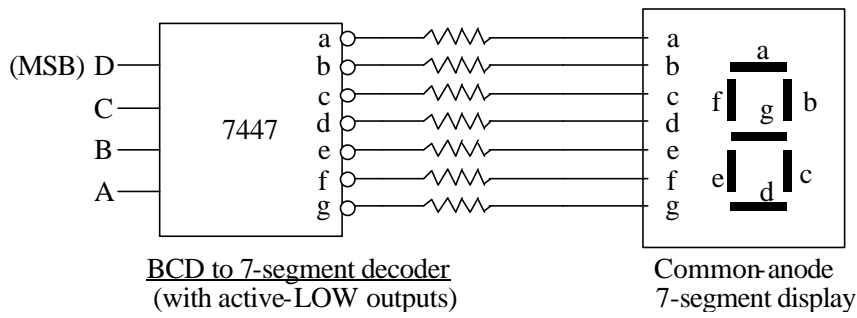 (MSB) D
C
B
A
7447
a
b
c
d
e
f
g
a
b
c
d
e
f
g
a
f
g
b
e
d
c
BCD to 7-segment decoder
(with active-LOW outputs)
Common-anode
7-segment display